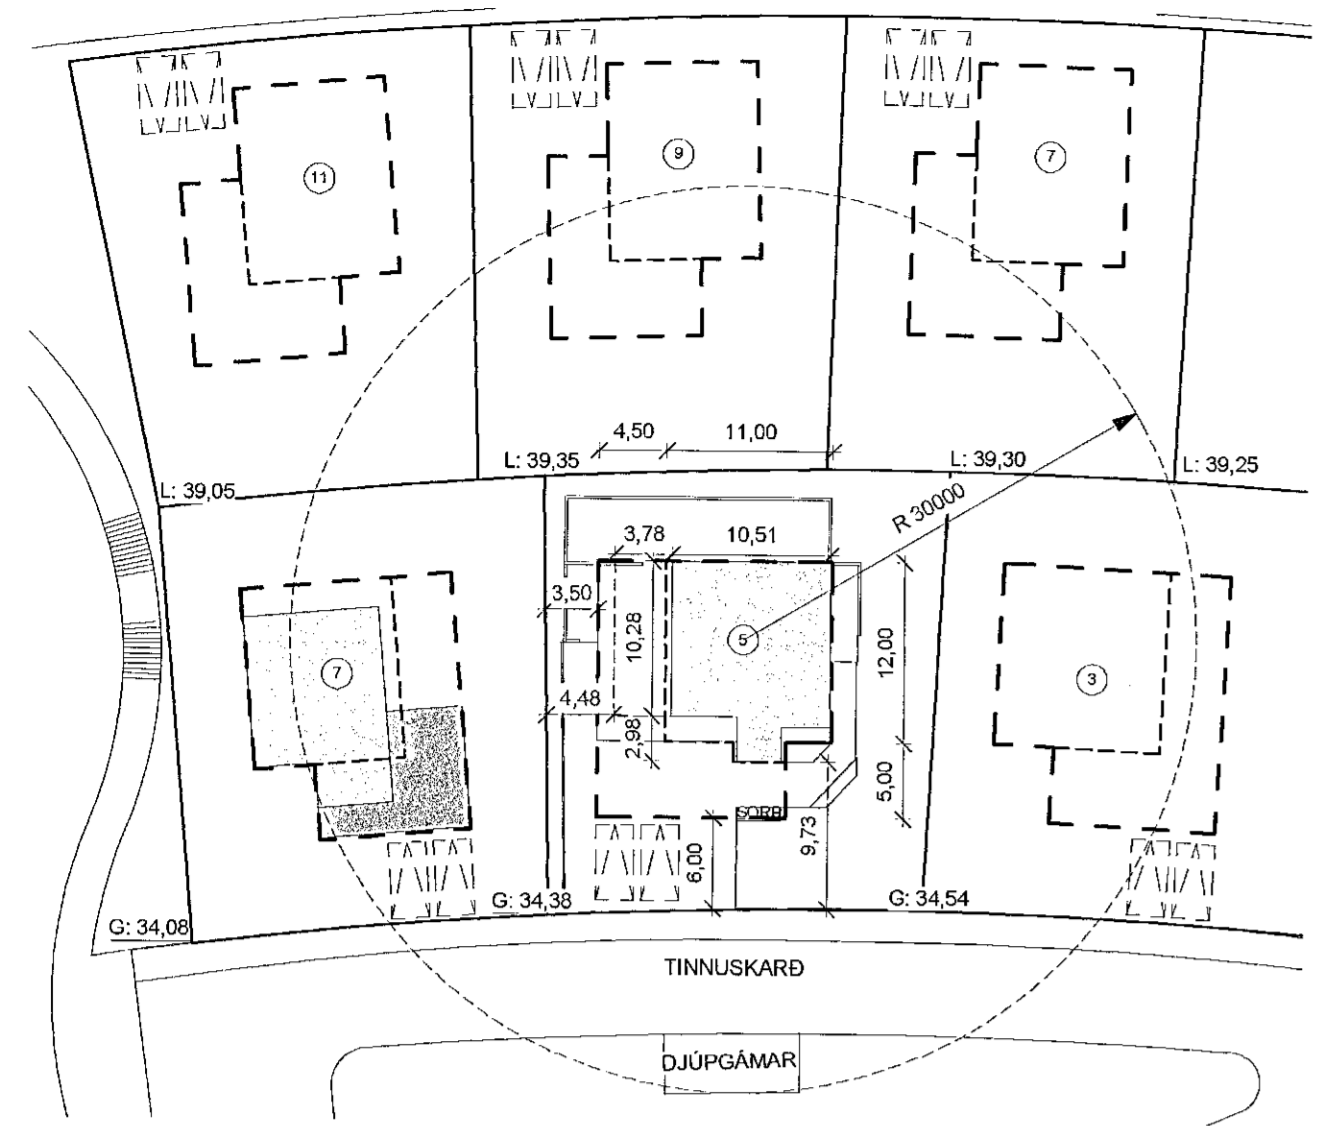 11
9
7
4,50
11,00
L: 39,35
L: 39,30
L: 39,25
L: 39,05
R 30000
3,78
10,51
3,50
10,28
5
12,00
7
3
4,48
2,98
5,00
SORP
9,73
6,00
G: 34,38
G: 34,54
G: 34,08
TINNUSKARÐ
DJÚPGÁMAR